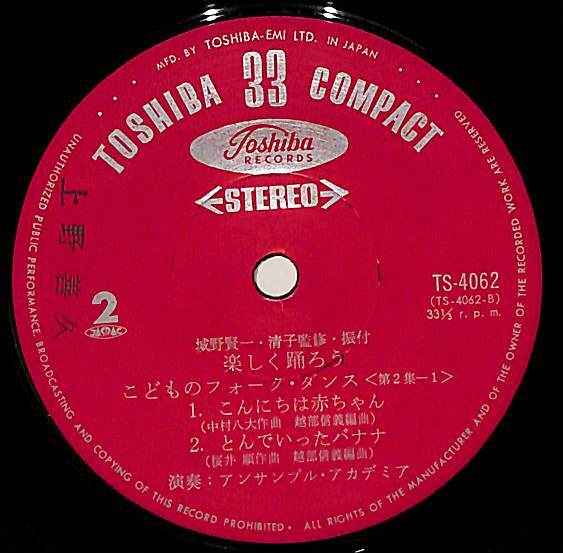 MFD. BY TOSHIBA-EMI LTD. IN JAPAN
TOSHIBA 33 COMPACT
Toshiba
RECORDS
STEREO
上野善久
2
JASRAC
TS-4062
(TS-4062-B)
33⅓ r. p. m.
城野賢一・清子監修・振付
楽しく踊ろう
こどものフォーク・ダンス<第2集-1>
1. こんにちは赤ちゃん
(中村八大作曲 越部信義編曲)
2. とんでいったバナナ
(桜井 順作曲 越部信義編曲)
演奏:アンサンブル・アカデミア
UNAUTHORIZED PUBLIC PERFORMANCE, BROADCASTING AND COPYING OF THIS RECORD PROHIBITED • ALL RIGHTS OF THE MANUFACTURER AND OF THE OWNER OF THE RECORDED WORK ARE RESERVED